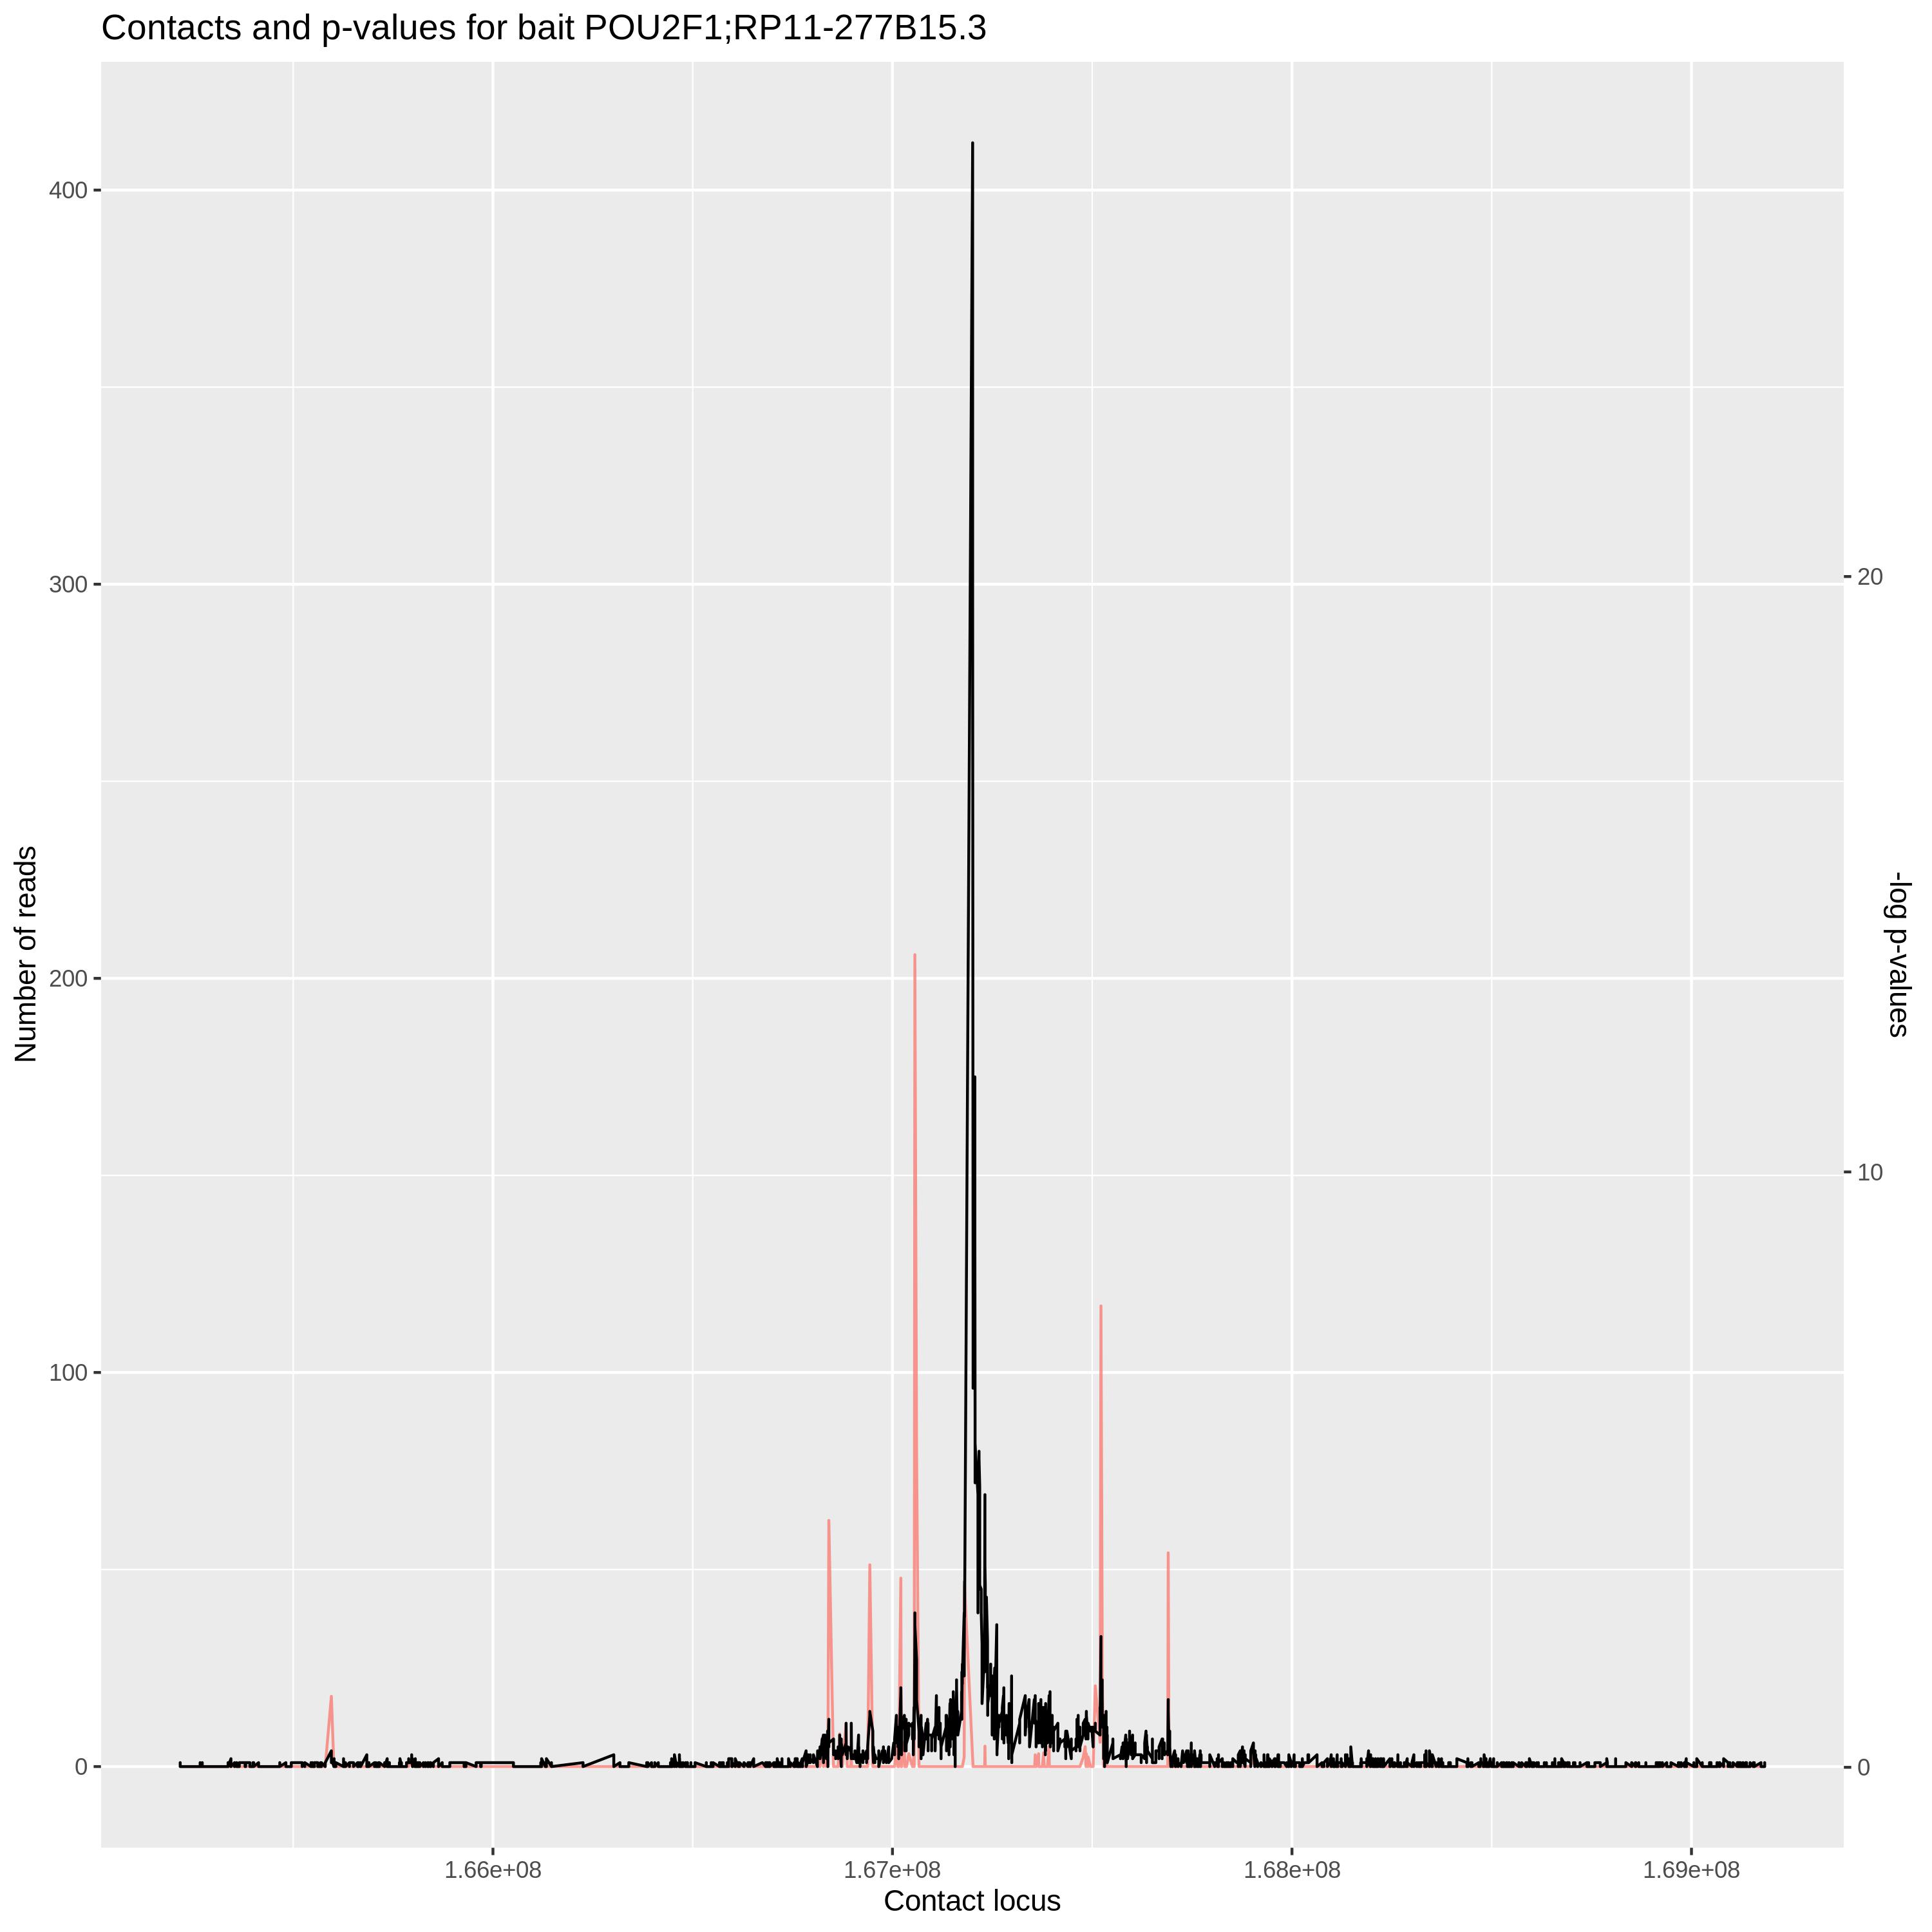 Contacts and p-values for bait POU2F1;RP11-277B15.3
400
300
200
100
0
Number of reads
20
10
0
-log p-values
1.66e+08
1.67e+08
1.68e+08
1.69e+08
Contact locus